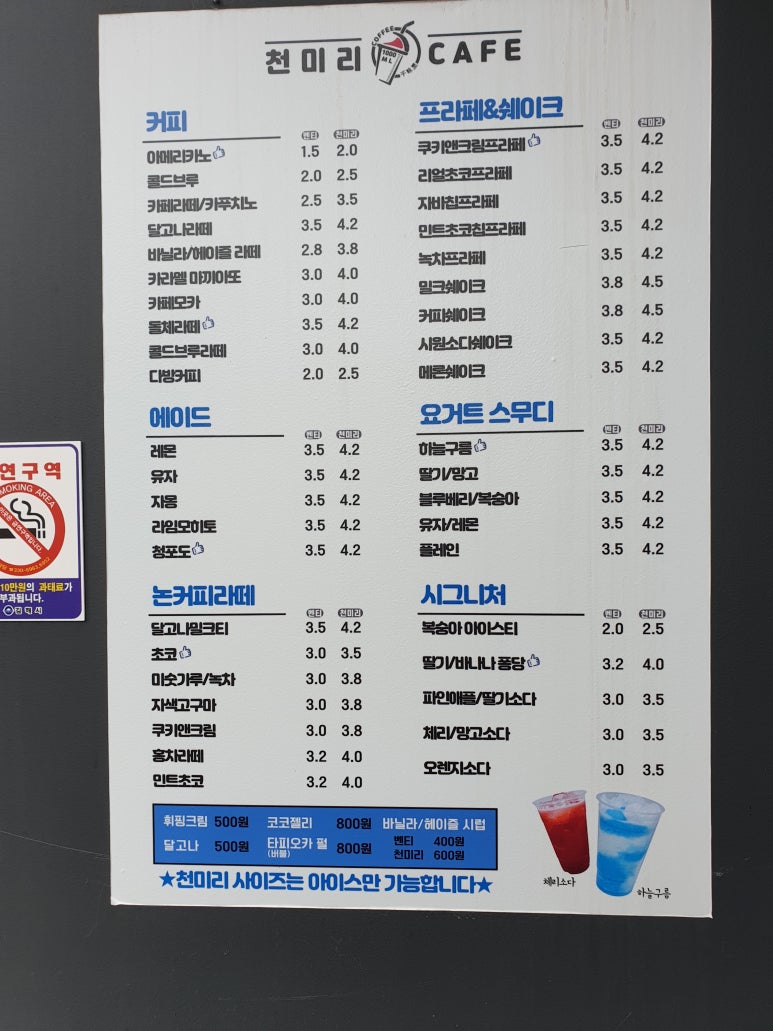 천미리 COFFEE 1000 ML CAFE
커피
벤티 천미리
아메리카노 1.5 2.0
콜드브루 2.0 2.5
카페라떼/카푸치노 2.5 3.5
달고나라떼 3.5 4.2
바닐라/헤이즐 라떼 2.8 3.8
카라멜 마끼아또 3.0 4.0
카페모카 3.0 4.0
돌체라떼 3.5 4.2
콜드브루라떼 3.0 4.0
다방커피 2.0 2.5
에이드
벤티 천미리
레몬 3.5 4.2
유자 3.5 4.2
자몽 3.5 4.2
라임모히토 3.5 4.2
청포도 3.5 4.2
논커피라떼
벤티 천미리
달고나밀크티 3.5 4.2
초코 3.0 3.5
미숫가루/녹차 3.0 3.8
자색고구마 3.0 3.8
쿠키앤크림 3.0 3.8
홍차라떼 3.2 4.0
민트초코 3.2 4.0
프라페&쉐이크
벤티 천미리
쿠키앤크림프라페 3.5 4.2
리얼초코프라페 3.5 4.2
자바칩프라페 3.5 4.2
민트초코칩프라페 3.5 4.2
녹차프라페 3.5 4.2
밀크쉐이크 3.8 4.5
커피쉐이크 3.8 4.5
시원소다쉐이크 3.5 4.2
메론쉐이크 3.5 4.2
요거트 스무디
벤티 천미리
하늘구름 3.5 4.2
딸기/망고 3.5 4.2
블루베리/복숭아 3.5 4.2
유자/레몬 3.5 4.2
플레인 3.5 4.2
시그니처
벤티 천미리
복숭아 아이스티 2.0 2.5
딸기/바나나 퐁당 3.2 4.0
파인애플/딸기소다 3.0 3.5
체리/망고소다 3.0 3.5
오렌지소다 3.0 3.5
휘핑크림 500원 코코젤리 800원 바닐라/헤이즐 시럽
달고나 500원 타피오카 펄 (버블) 800원 벤티 400원
천미리 600원
★천미리 사이즈는 아이스만 가능합니다★
체리소다
하늘구름
연구역
MOKING AREA
10만원의 과태료가
부과됩니다.